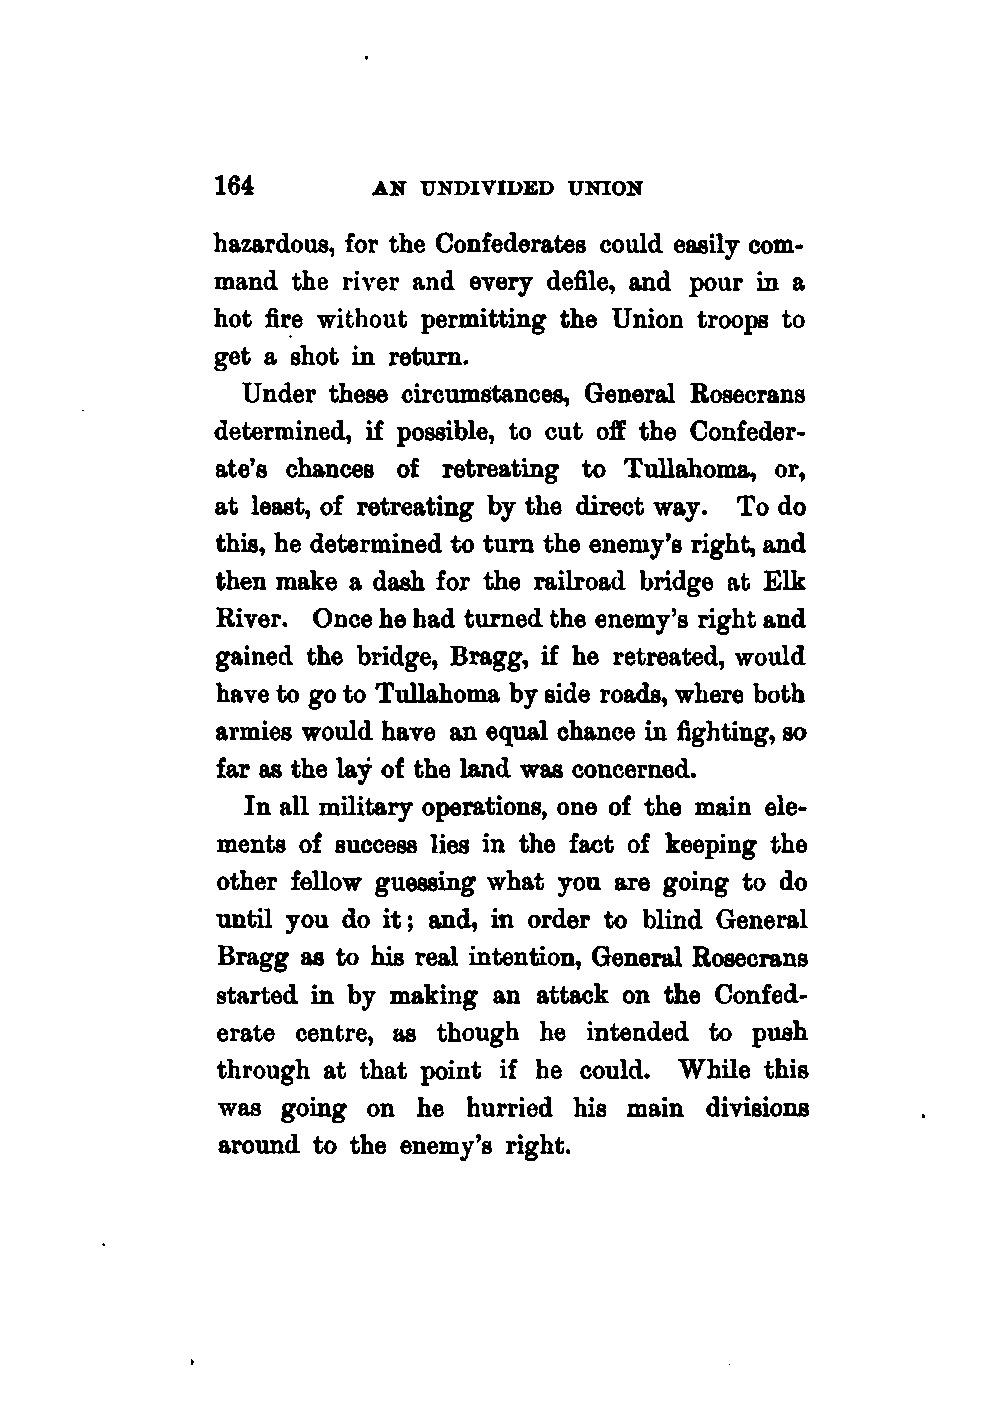 164 AN UNDIVIDED UNION
hazardous, for the Confederates could easily com-
mand the river and every defile, and pour in a
hot fire without permitting the Union troops to
get a shot in return.
Under these circumstances, General Rosecrans
determined, if possible, to cut off the Confeder-
ate's chances of retreating to Tullahoma, or,
at least, of retreating by the direct way. To do
this, he determined to turn the enemy's right, and
then make a dash for the railroad bridge at Elk
River. Once he had turned the enemy's right and
gained the bridge, Bragg, if he retreated, would
have to go to Tullahoma by side roads, where both
armies would have an equal chance in fighting, so
far as the lay of the land was concerned.
In all military operations, one of the main ele-
ments of success lies in the fact of keeping the
other fellow guessing what you are going to do
until you do it; and, in order to blind General
Bragg as to his real intention, General Rosecrans
started in by making an attack on the Confed-
erate centre, as though he intended to push
through at that point if he could. While this
was going on he hurried his main divisions
around to the enemy's right.